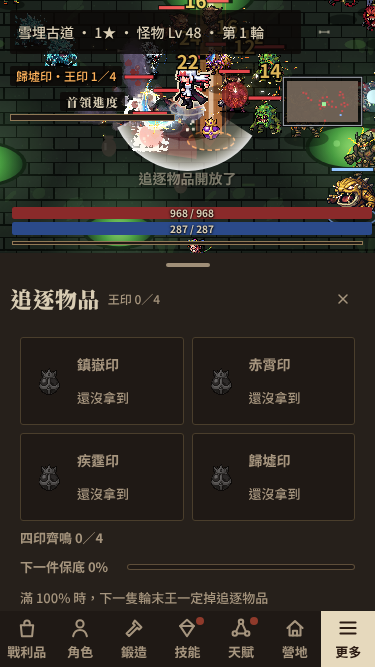 16
雪埋古道 · 1★ · 怪物 Lv 48 · 第 1 輪
22
12
14
歸墟印·王印 1／4
首領進度
追逐物品開放了
968 / 968
287 / 287
追逐物品 王印 0／4
×
鎮嶽印
還沒拿到
赤霄印
還沒拿到
疾霆印
還沒拿到
歸墟印
還沒拿到
四印齊鳴 0／4
下一件保底 0%
滿 100% 時，下一隻輪末王一定掉追逐物品
戰利品 角色 鍛造 技能 天賦 營地 更多